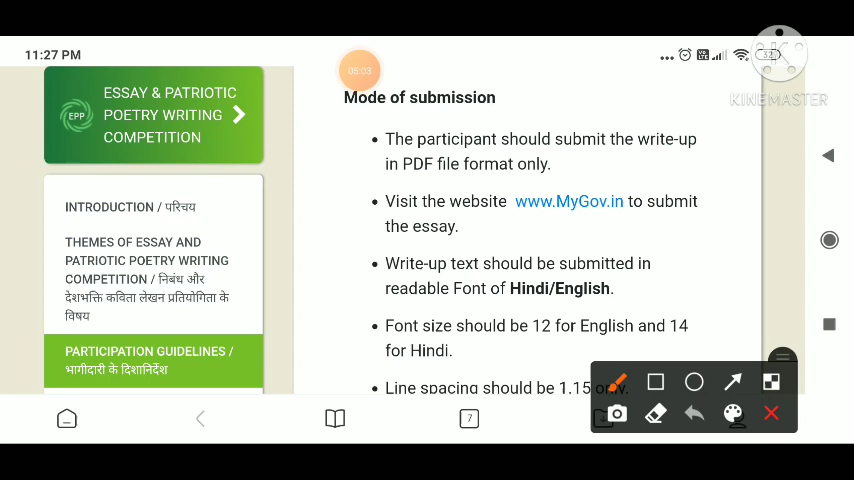 11:27 PM
05:03
32
KINEMASTER
EPP
ESSAY & PATRIOTIC
POETRY WRITING
COMPETITION
INTRODUCTION / परिचय
THEMES OF ESSAY AND
PATRIOTIC POETRY WRITING
COMPETITION / निबंध और
देशभक्ति कविता लेखन प्रतियोगिता के
विषय
PARTICIPATION GUIDELINES /
भागीदारी के दिशानिर्देश
Mode of submission
• The participant should submit the write-up
in PDF file format only.
• Visit the website www.MyGov.in to submit
the essay.
• Write-up text should be submitted in
readable Font of Hindi/English.
• Font size should be 12 for English and 14
for Hindi.
• Line spacing should be 1.15 only.
7